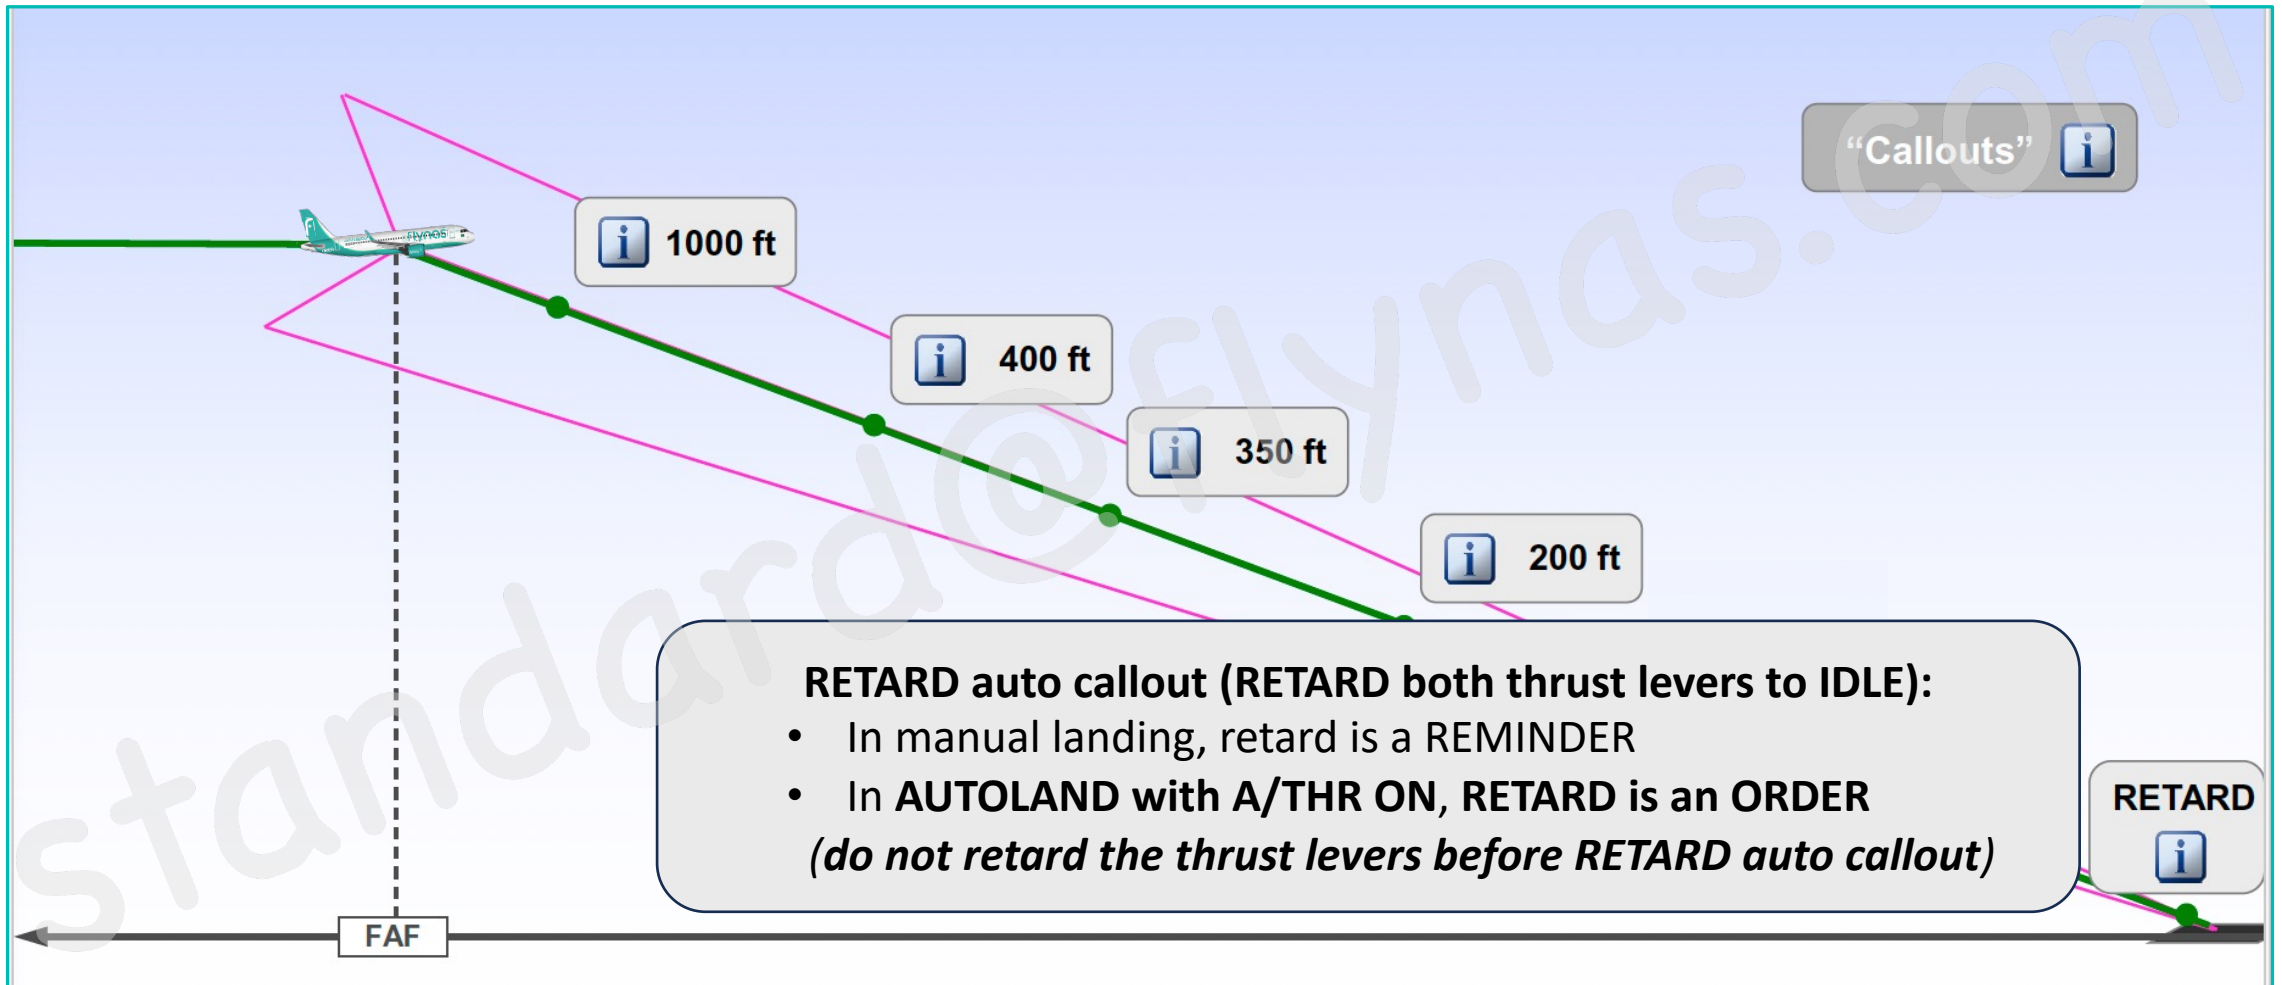 “Callouts”
flynas
1000 ft
400 ft
350 ft
200 ft
RETARD auto callout (RETARD both thrust levers to IDLE):
• In manual landing, retard is a REMINDER
• In AUTOLAND with A/THR ON, RETARD is an ORDER
(do not retard the thrust levers before RETARD auto callout)
RETARD
FAF
standard@flynas.com